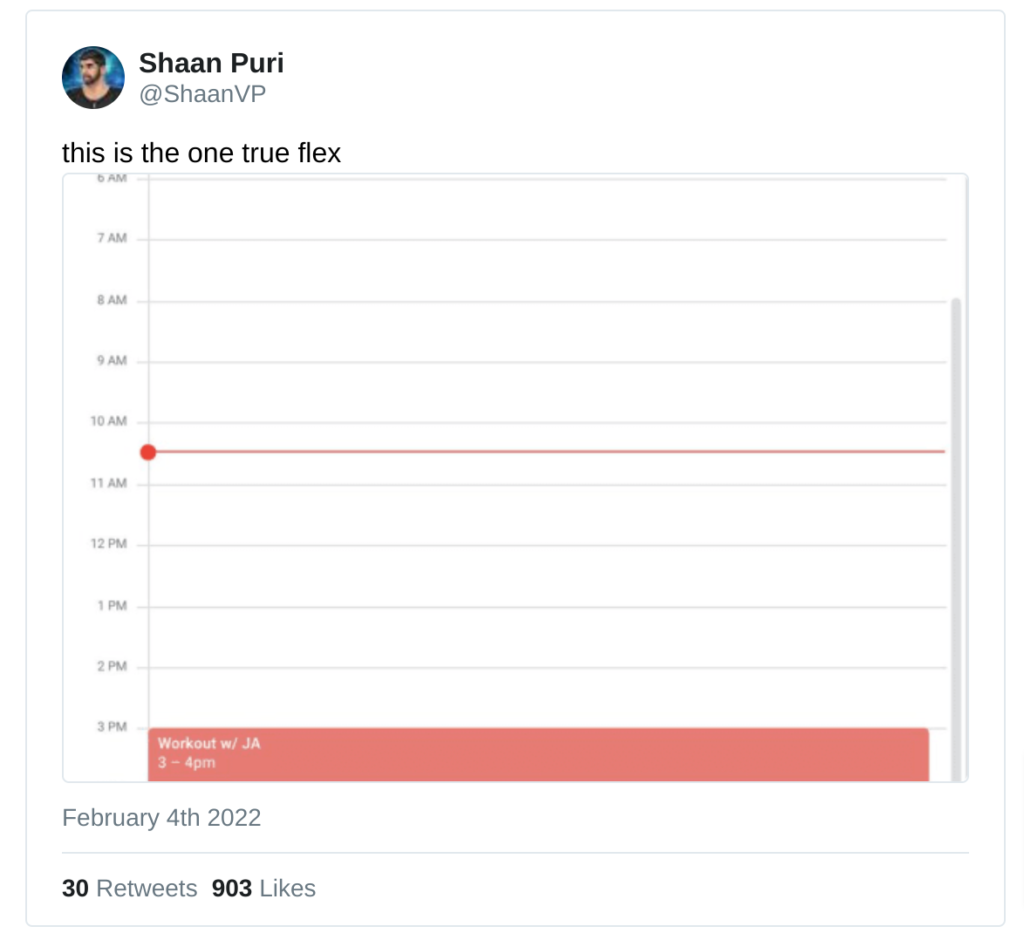 Shaan Puri
@ShaanVP
this is the one true flex
6 AM
7 AM
8 AM
9 AM
10 AM
11 AM
12 PM
1 PM
2 PM
3 PM
Workout w/ JA
3 – 4pm
February 4th 2022
30 Retweets 903 Likes